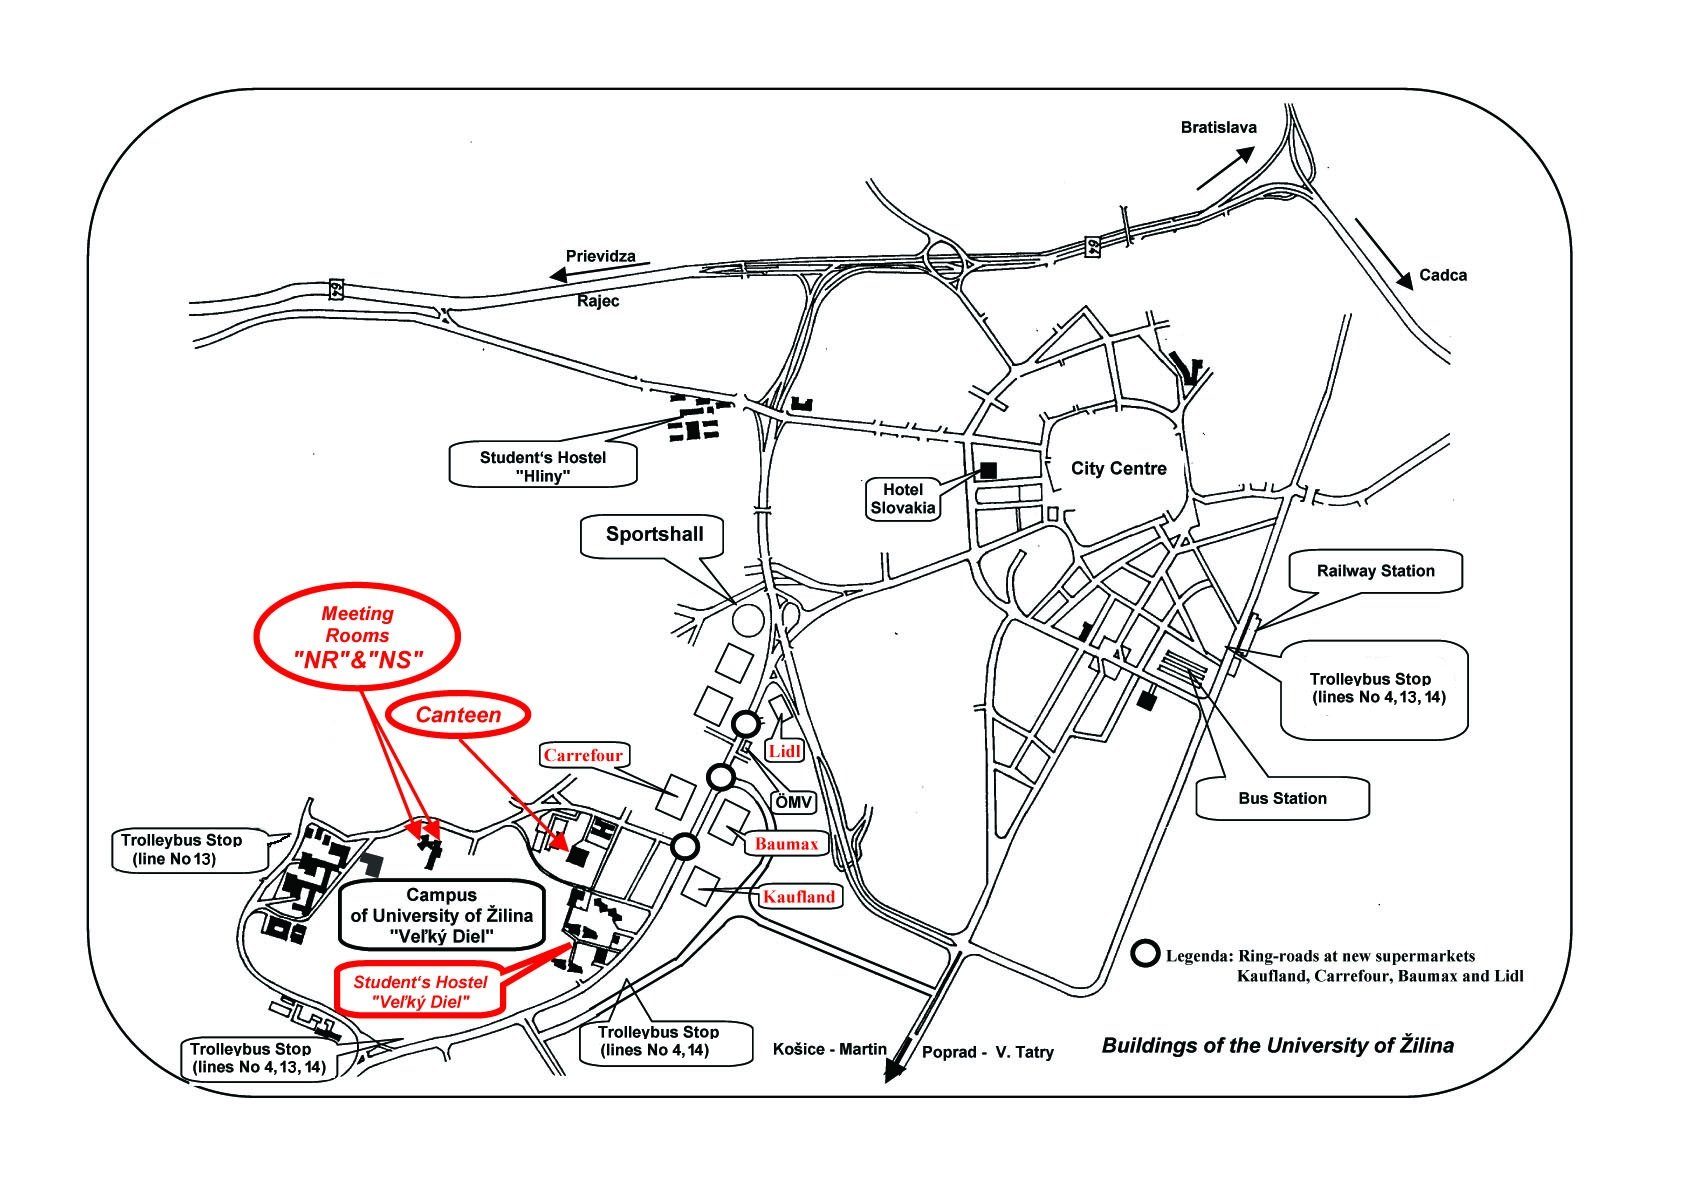 Bratislava
Prievidza
64
Cadca
64
Rajec
Student's Hostel
"Hliny"
City Centre
Hotel
Slovakia
Sportshall
Railway Station
Meeting
Rooms
"NR"&"NS"
Trolleybus Stop
(lines No 4,13, 14)
Canteen
Carrefour
Lidl
ÖMV
Bus Station
Trolleybus Stop
(line No 13)
Baumax
Campus
of University of Žilina
"Veľký Diel"
Kaufland
Student's Hostel
"Veľký Diel"
Legenda: Ring-roads at new supermarkets
Kaufland, Carrefour, Baumax and Lidl
Trolleybus Stop
(lines No 4, 13, 14)
Trolleybus Stop
(lines No 4, 14)
Košice - Martin
Poprad - V. Tatry
Buildings of the University of Žilina